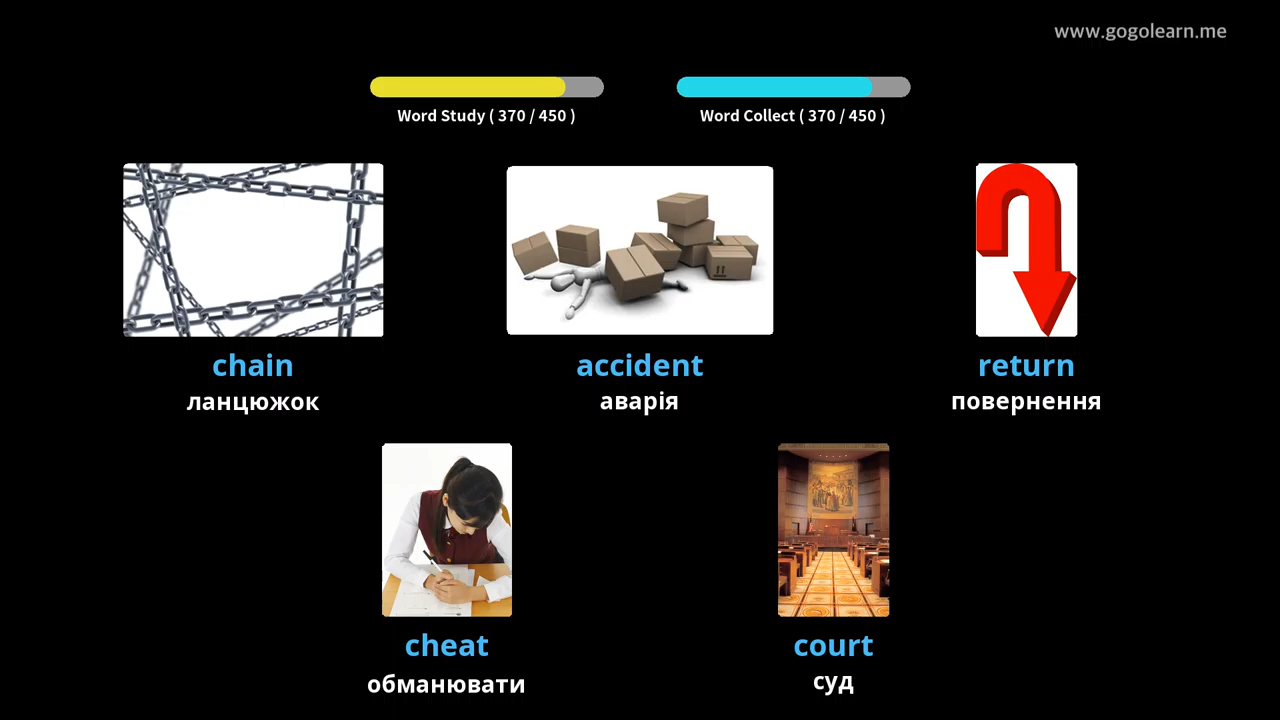 www.gogolearn.me
Word Study ( 370 / 450 )
Word Collect ( 370 / 450 )
chain
ланцюжок
accident
аварія
return
повернення
cheat
обманювати
court
суд